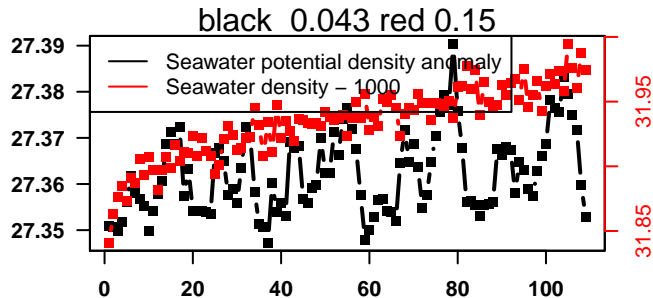 black 0.043 red 0.15
27.39
27.38
27.37
27.36
27.35
Seawater potential density anomaly
Seawater density − 1000
31.95
31.85
0 20 40 60 80 100